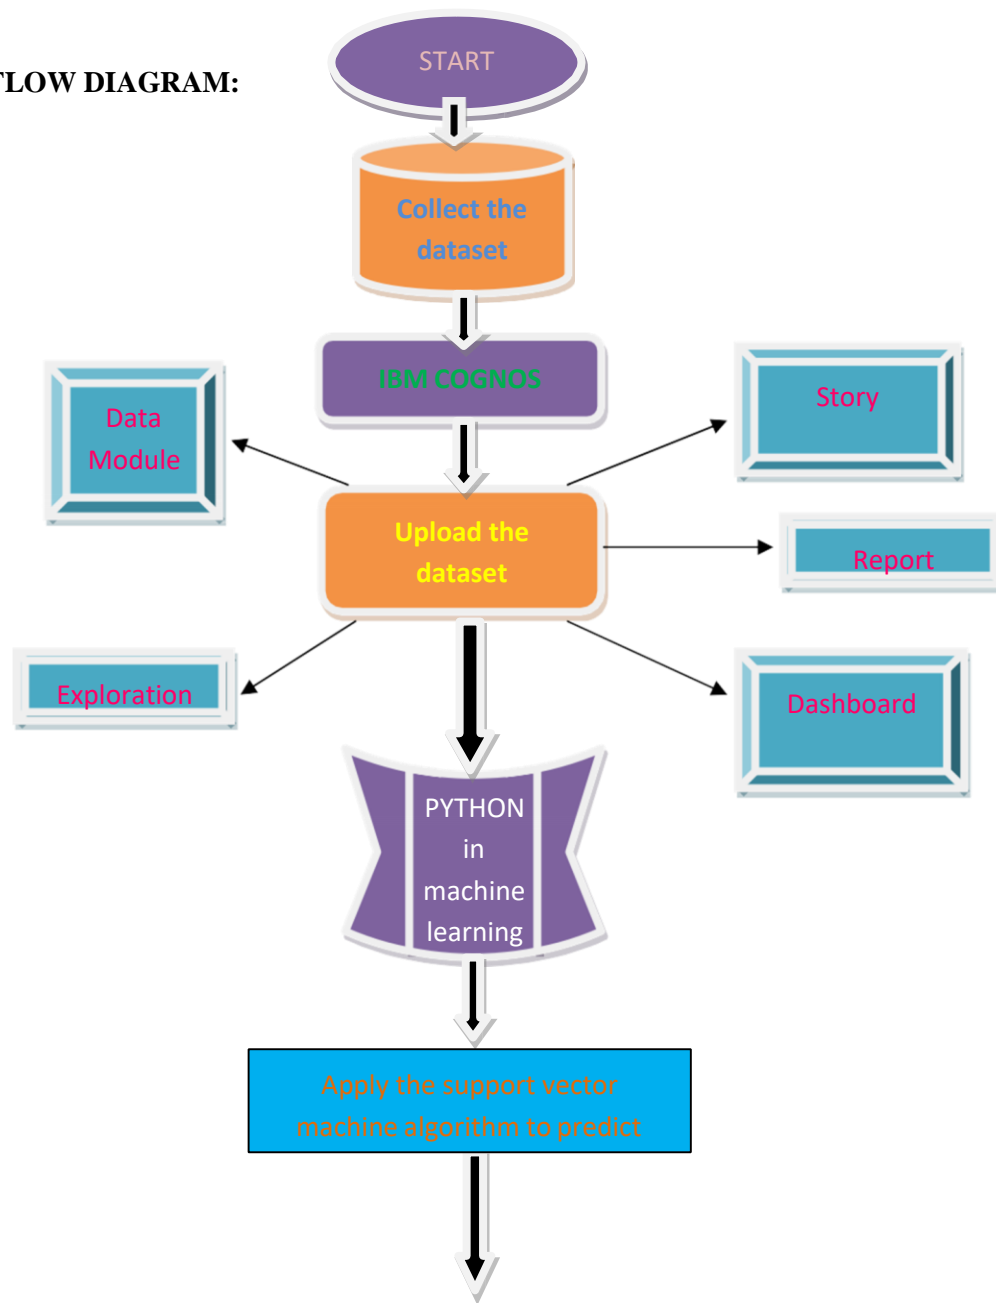 START
FLOW DIAGRAM:
Collect the
dataset
IBM COGNOS
Data
Module
Story
Upload the
dataset
Report
Exploration
Dashboard
PYTHON
in
machine
learning
Apply the support vector
machine algorithm to predict